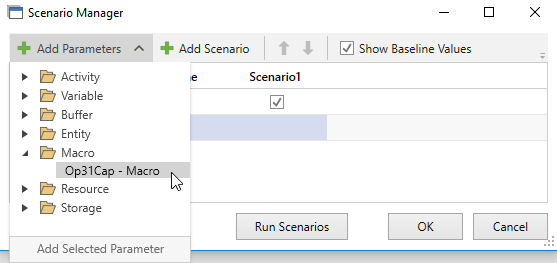 Scenario Manager
Add Parameters Add Scenario Show Baseline Values
Scenario1
Activity
Variable
Buffer
Entity
Macro
Op31Cap - Macro
Resource
Storage
Add Selected Parameter
Run Scenarios OK Cancel